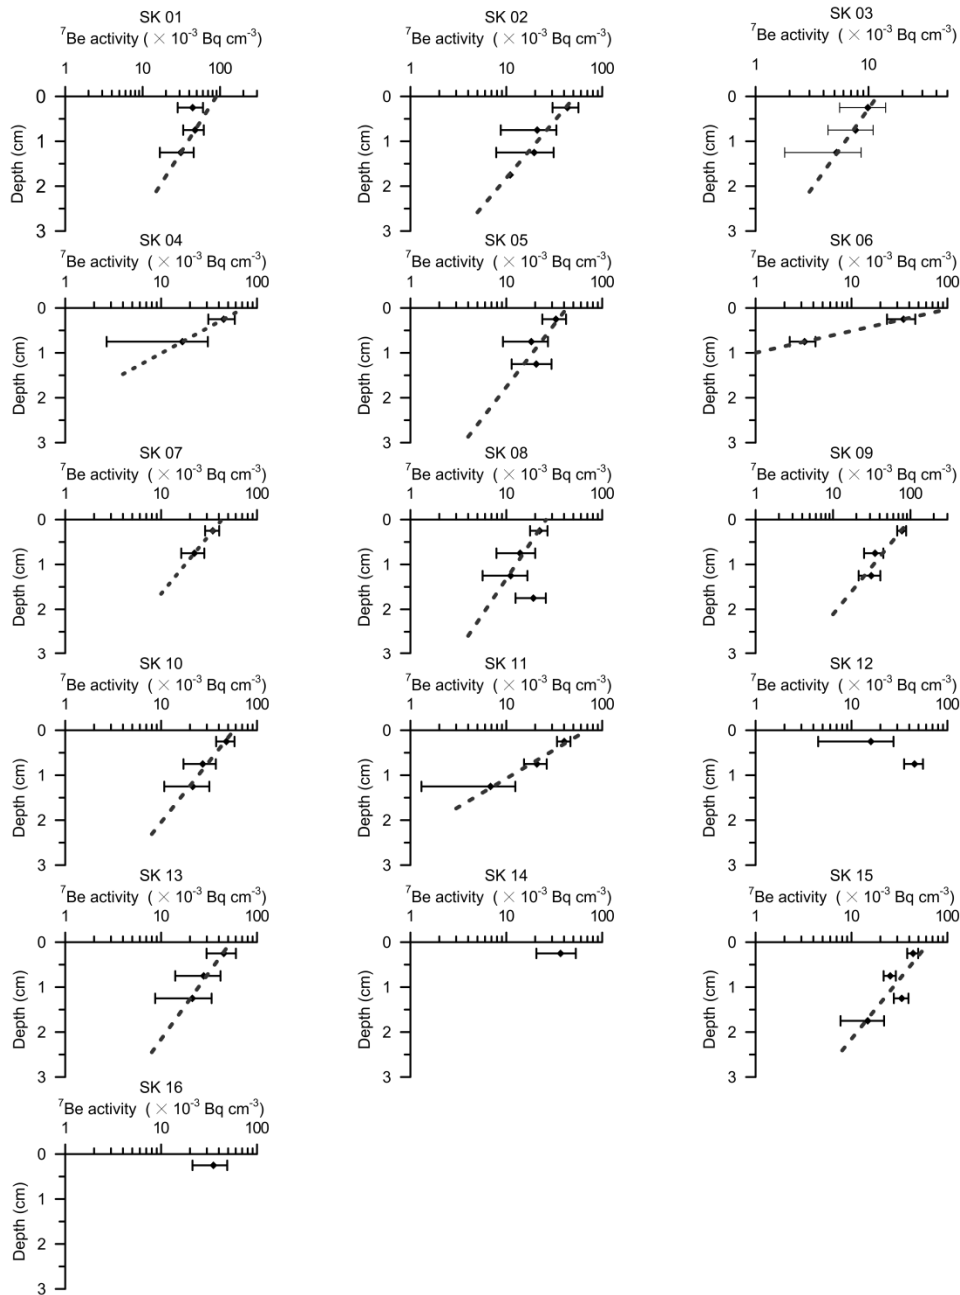 SK 01 SK 02 SK 03
⁷Be activity ( × 10⁻³ Bq cm⁻³) ⁷Be activity ( × 10⁻³ Bq cm⁻³) ⁷Be activity ( × 10⁻³ Bq cm⁻³)
1 10 100 1 10 100 1 10
0 0 0
1 1 1
2 2 2
3 3 3
Depth (cm) Depth (cm) Depth (cm)
SK 04 SK 05 SK 06
⁷Be activity ( × 10⁻³ Bq cm⁻³) ⁷Be activity ( × 10⁻³ Bq cm⁻³) ⁷Be activity ( × 10⁻³ Bq cm⁻³)
1 10 100 1 10 100 1 10 100
0 0 0
1 1 1
2 2 2
3 3 3
Depth (cm) Depth (cm) Depth (cm)
SK 07 SK 08 SK 09
⁷Be activity ( × 10⁻³ Bq cm⁻³) ⁷Be activity ( × 10⁻³ Bq cm⁻³) ⁷Be activity ( × 10⁻³ Bq cm⁻³)
1 10 100 1 10 100 1 10 100
0 0 0
1 1 1
2 2 2
3 3 3
Depth (cm) Depth (cm) Depth (cm)
SK 10 SK 11 SK 12
⁷Be activity ( × 10⁻³ Bq cm⁻³) ⁷Be activity ( × 10⁻³ Bq cm⁻³) ⁷Be activity ( × 10⁻³ Bq cm⁻³)
1 10 100 1 10 100 1 10 100
0 0 0
1 1 1
2 2 2
3 3 3
Depth (cm) Depth (cm) Depth (cm)
SK 13 SK 14 SK 15
⁷Be activity ( × 10⁻³ Bq cm⁻³) ⁷Be activity ( × 10⁻³ Bq cm⁻³) ⁷Be activity ( × 10⁻³ Bq cm⁻³)
1 10 100 1 10 100 1 10 100
0 0 0
1 1 1
2 2 2
3 3 3
Depth (cm) Depth (cm) Depth (cm)
SK 16
⁷Be activity ( × 10⁻³ Bq cm⁻³)
1 10 100
0
1
2
3
Depth (cm)